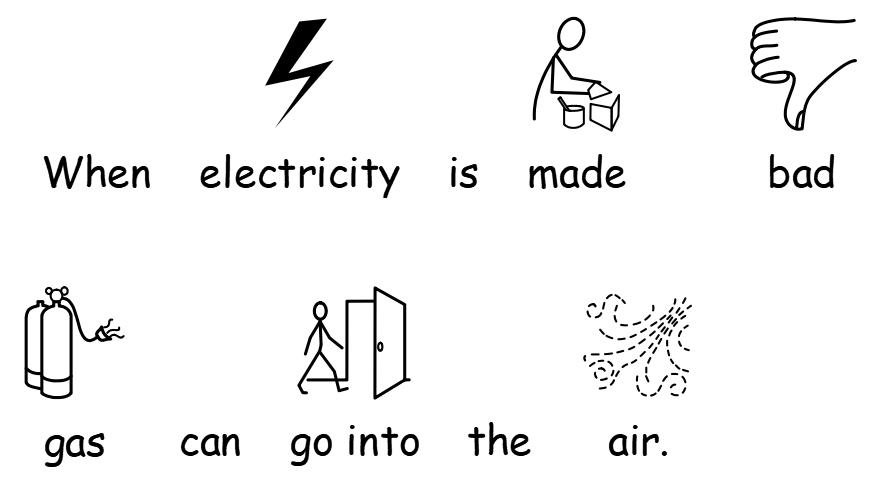 When electricity is made bad
gas can go into the air.